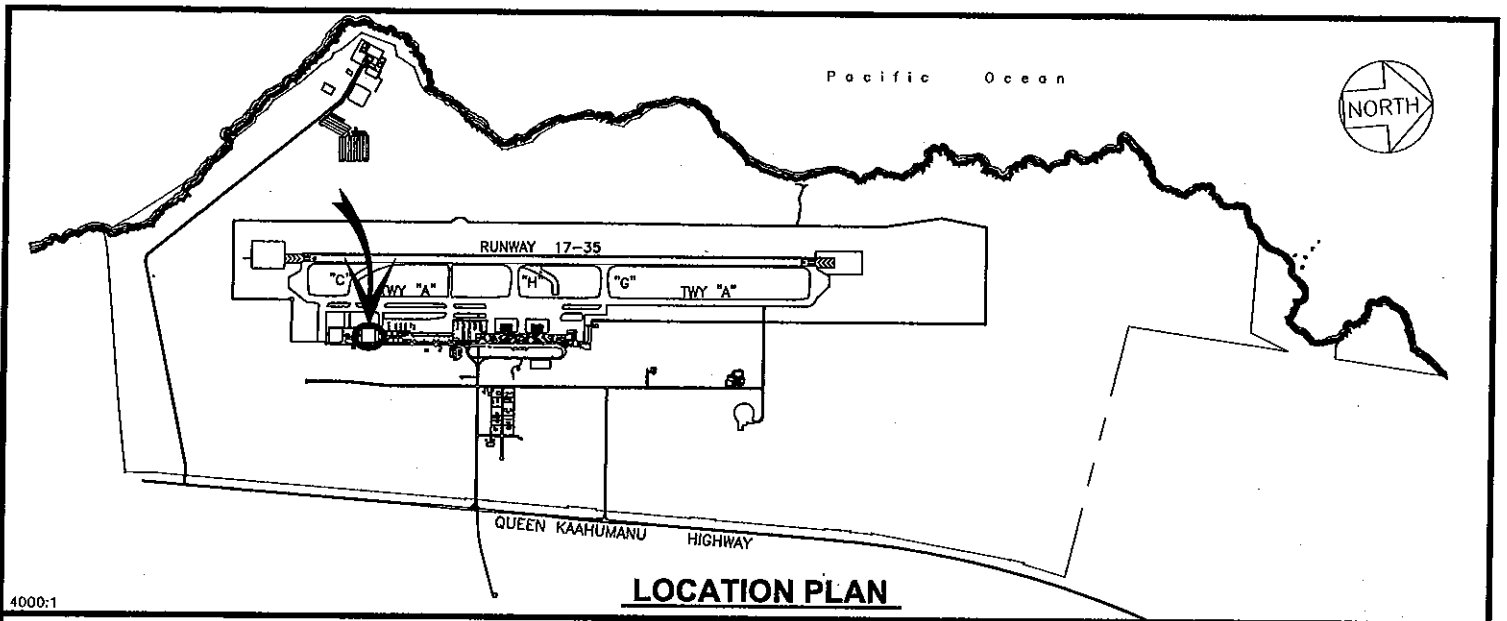 Pacific Ocean
NORTH
RUNWAY 17-35
"C"
TWY "A"
"H"
"G"
TWY "A"
QUEEN KAAHUMANU HIGHWAY
LOCATION PLAN
4000:1